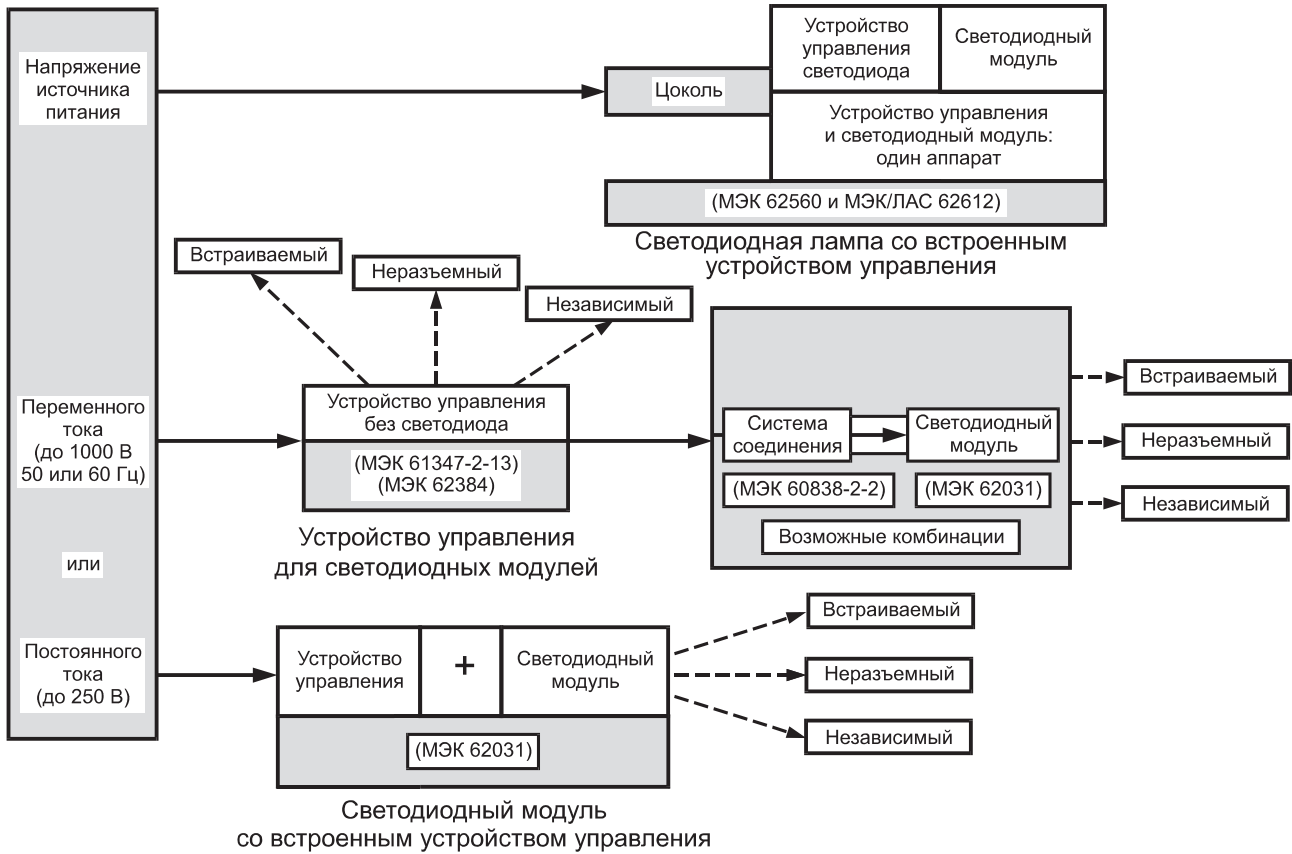 Напряжение
источника
питания
Переменного
тока
(до 1000 В
50 или 60 Гц)
или
Постоянного
тока
(до 250 В)
Цоколь
Устройство
управления
светодиода
Светодиодный
модуль
Устройство управления
и светодиодный модуль:
один аппарат
(МЭК 62560 и МЭК/ЛАС 62612)
Светодиодная лампа со встроенным
устройством управления
Встраиваемый
Неразъемный
Независимый
Устройство управления
без светодиода
(МЭК 61347-2-13)
(МЭК 62384)
Устройство управления
для светодиодных модулей
Система
соединения
Светодиодный
модуль
(МЭК 60838-2-2)
(МЭК 62031)
Возможные комбинации
Встраиваемый
Неразъемный
Независимый
Устройство
управления
+
Светодиодный
модуль
(МЭК 62031)
Светодиодный модуль
со встроенным устройством управления
Встраиваемый
Неразъемный
Независимый